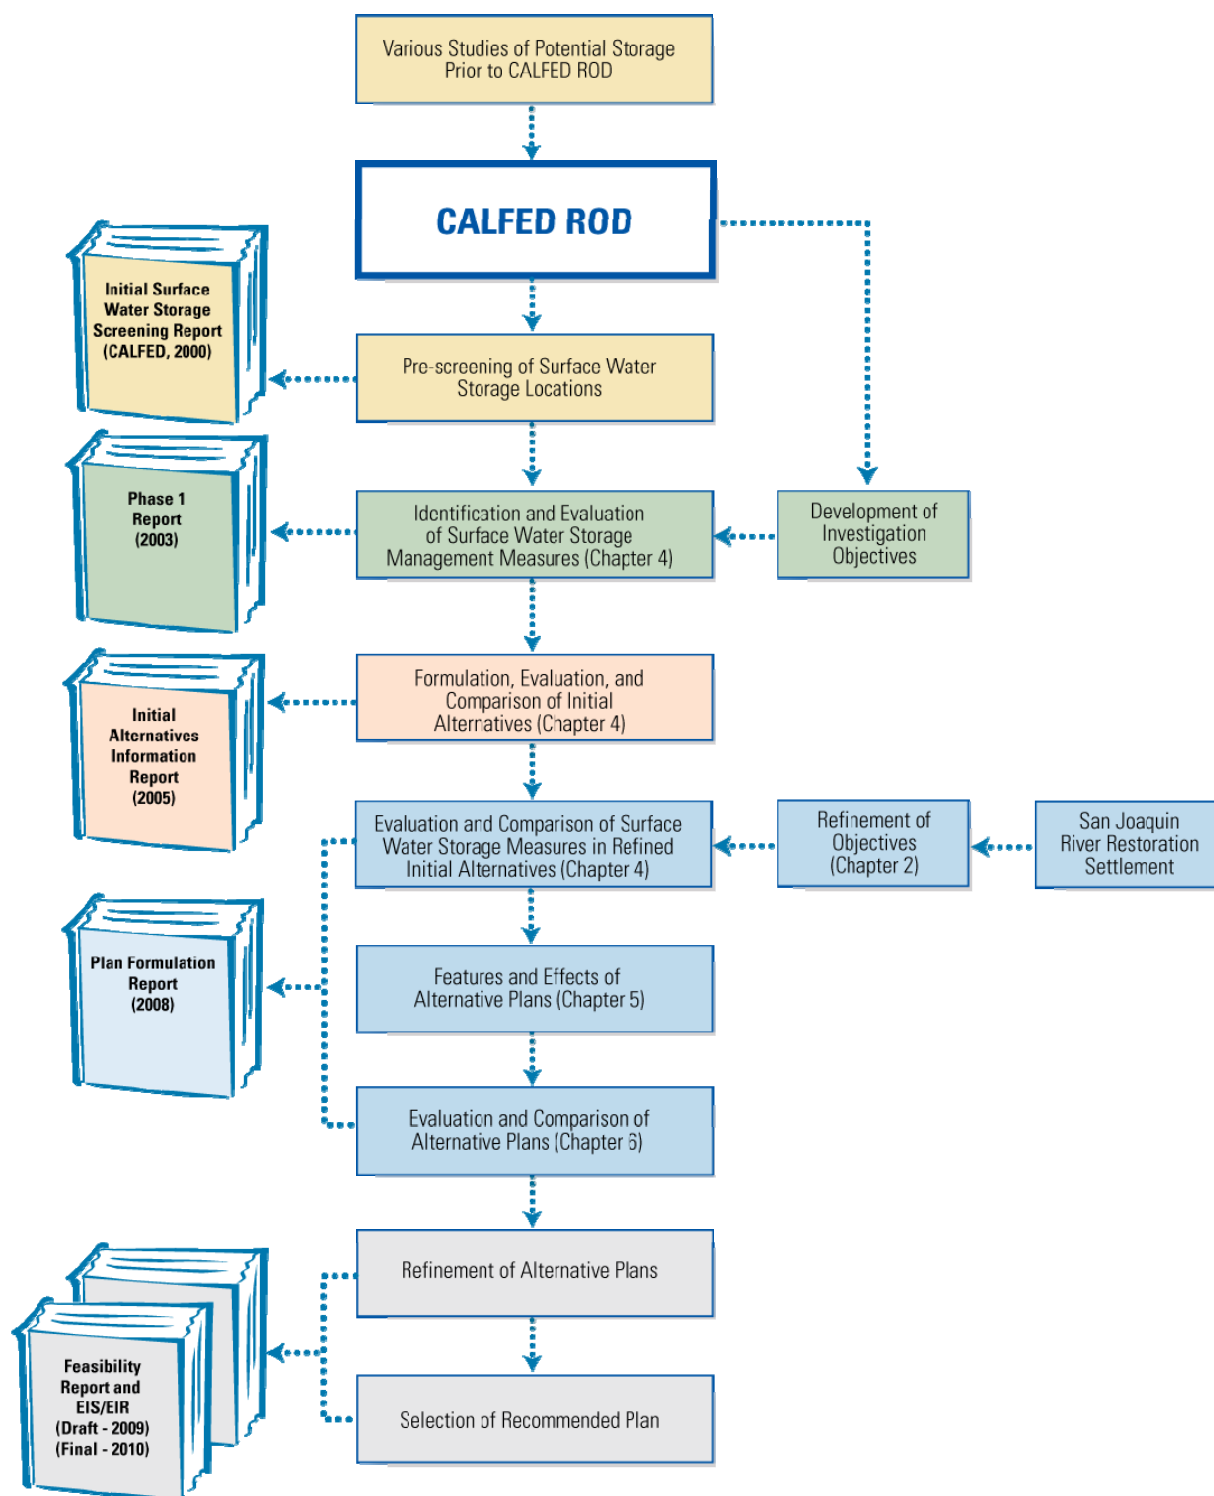 Various Studies of Potential Storage
Prior to CALFED ROD
CALFED ROD
Initial Surface
Water Storage
Screening Report
(CALFED, 2000)
Pre-screening of Surface Water
Storage Locations
Phase 1
Report
(2003)
Identification and Evaluation
of Surface Water Storage
Management Measures (Chapter 4)
Development of
Investigation
Objectives
Initial
Alternatives
Information
Report
(2005)
Formulation, Evaluation, and
Comparison of Initial
Alternatives (Chapter 4)
Evaluation and Comparison of Surface
Water Storage Measures in Refined
Initial Alternatives (Chapter 4)
Refinement of
Objectives
(Chapter 2)
San Joaquin
River Restoration
Settlement
Plan Formulation
Report
(2008)
Features and Effects of
Alternative Plans (Chapter 5)
Evaluation and Comparison of
Alternative Plans (Chapter 6)
Refinement of Alternative Plans
Feasibility
Report and
EIS/EIR
(Draft - 2009)
(Final - 2010)
Selection of Recommended Plan